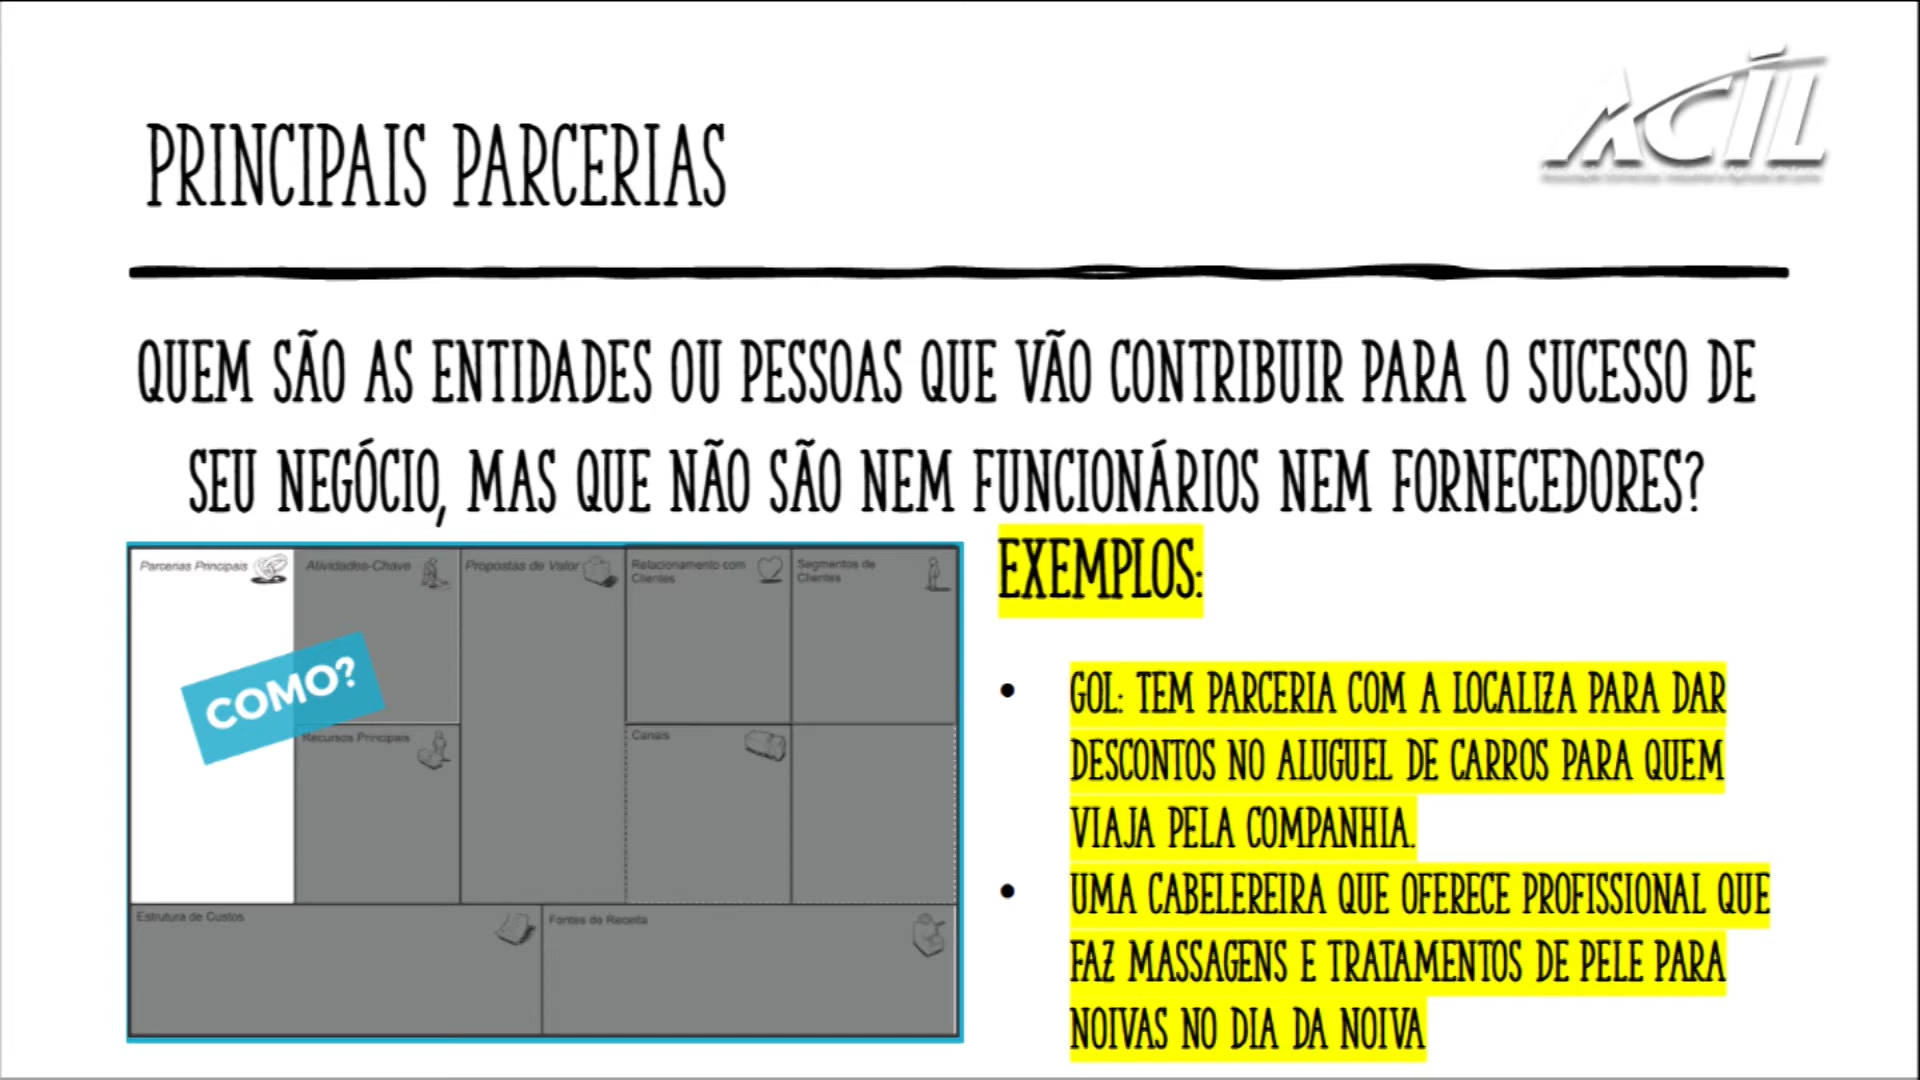 ACIL
PRINCIPAIS PARCERIAS
QUEM SÃO AS ENTIDADES OU PESSOAS QUE VÃO CONTRIBUIR PARA O SUCESSO DE
SEU NEGÓCIO, MAS QUE NÃO SÃO NEM FUNCIONÁRIOS NEM FORNECEDORES?
Parcerias Principais
Atividades-Chave
Propostas de Valor
Relacionamento com
Clientes
Segmentos de
Clientes
COMO?
Recursos Principais
Canais
Estrutura de Custos
Fontes de Receita
EXEMPLOS:
• GOL: TEM PARCERIA COM A LOCALIZA PARA DAR
DESCONTOS NO ALUGUEL DE CARROS PARA QUEM
VIAJA PELA COMPANHIA.
• UMA CABELEREIRA QUE OFERECE PROFISSIONAL QUE
FAZ MASSAGENS E TRATAMENTOS DE PELE PARA
NOIVAS NO DIA DA NOIVA